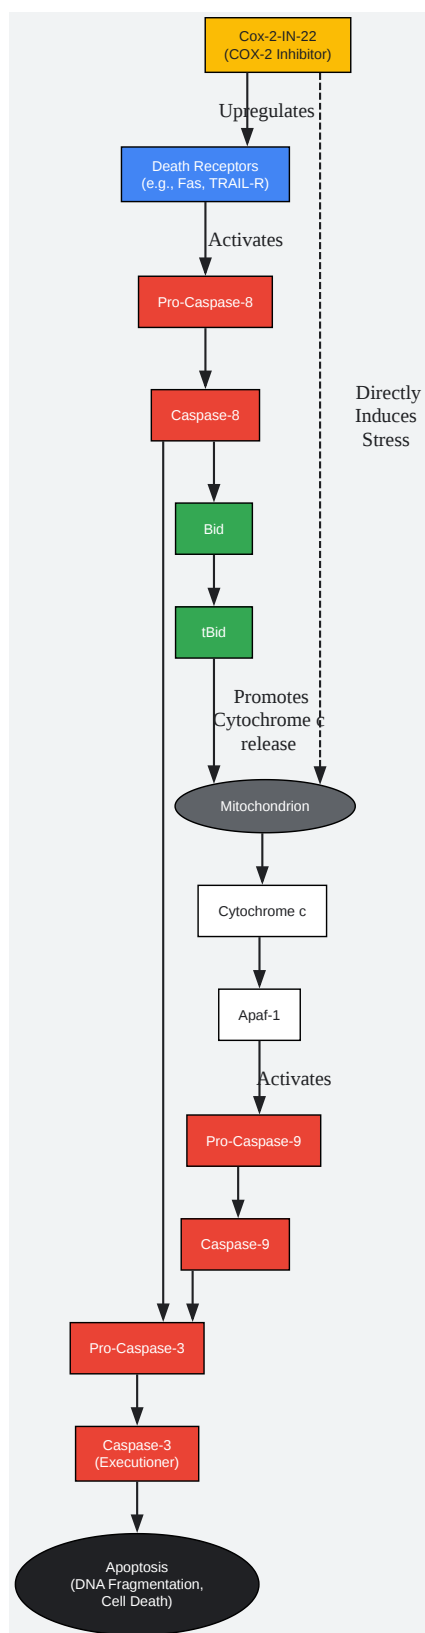 Cox-2-IN-22
(COX-2 Inhibitor)
Upregulates
Death Receptors
(e.g., Fas, TRAIL-R)
Activates
Pro-Caspase-8
Directly
Induces
Stress
Caspase-8
Bid
tBid
Promotes
Cytochrome c
release
Mitochondrion
Cytochrome c
Apaf-1
Activates
Pro-Caspase-9
Caspase-9
Pro-Caspase-3
Caspase-3
(Executioner)
Apoptosis
(DNA Fragmentation,
Cell Death)